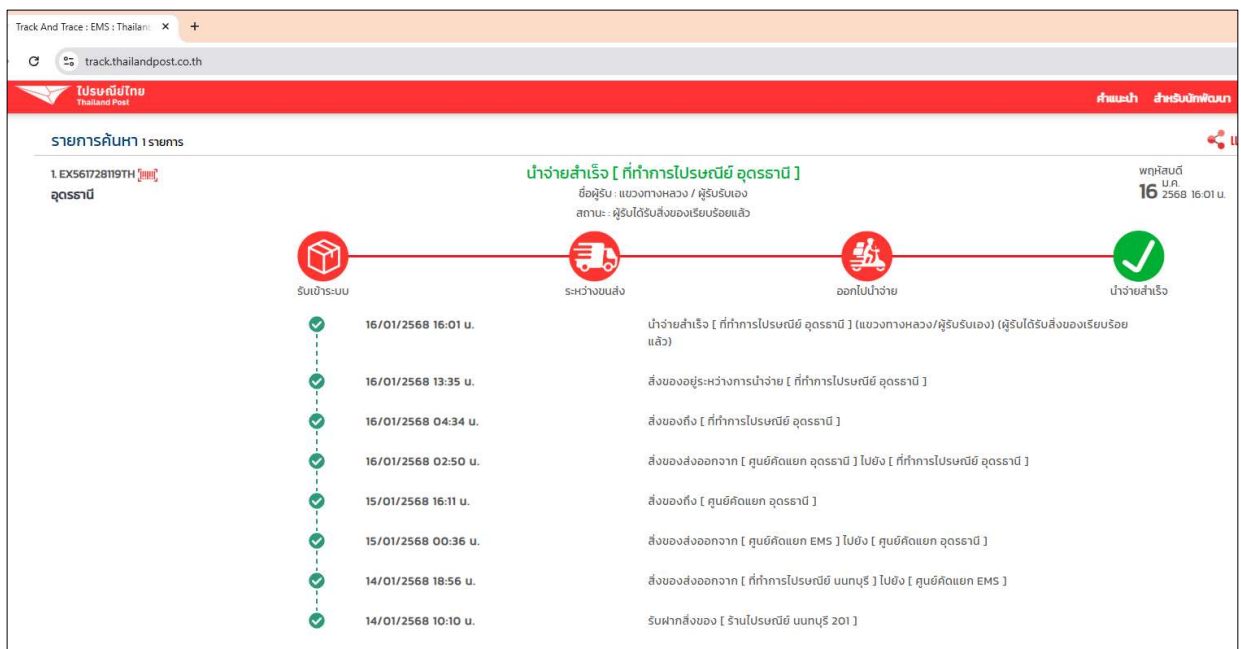 Track And Trace : EMS : Thailand
track.thailandpost.co.th
ไปรษณีย์ไทย
Thailand Post
คำแนะนำ สำหรับนักพัฒนา
รายการค้นหา 1 รายการ
1. EX561728119TH
อุดรธานี
นำจ่ายสำเร็จ [ ที่ทำการไปรษณีย์ อุดรธานี ]
ชื่อผู้รับ : แขวงทางหลวง / ผู้รับรับเอง
สถานะ : ผู้รับได้รับสิ่งของเรียบร้อยแล้ว
พฤหัสบดี
16 ม.ค. 2568 16:01 น.
รับเข้าระบบ
ระหว่างขนส่ง
ออกไปนำจ่าย
นำจ่ายสำเร็จ
16/01/2568 16:01 น. นำจ่ายสำเร็จ [ ที่ทำการไปรษณีย์ อุดรธานี ] (แขวงทางหลวง/ผู้รับรับเอง) (ผู้รับได้รับสิ่งของเรียบร้อย
แล้ว)
16/01/2568 13:35 น. สิ่งของอยู่ระหว่างการนำจ่าย [ ที่ทำการไปรษณีย์ อุดรธานี ]
16/01/2568 04:34 น. สิ่งของถึง [ ที่ทำการไปรษณีย์ อุดรธานี ]
16/01/2568 02:50 น. สิ่งของส่งออกจาก [ ศูนย์คัดแยก อุดรธานี ] ไปยัง [ ที่ทำการไปรษณีย์ อุดรธานี ]
15/01/2568 16:11 น. สิ่งของถึง [ ศูนย์คัดแยก อุดรธานี ]
15/01/2568 00:36 น. สิ่งของส่งออกจาก [ ศูนย์คัดแยก EMS ] ไปยัง [ ศูนย์คัดแยก อุดรธานี ]
14/01/2568 18:56 น. สิ่งของส่งออกจาก [ ที่ทำการไปรษณีย์ นนทบุรี ] ไปยัง [ ศูนย์คัดแยก EMS ]
14/01/2568 10:10 น. รับฝากสิ่งของ [ ร้านไปรษณีย์ นนทบุรี 201 ]